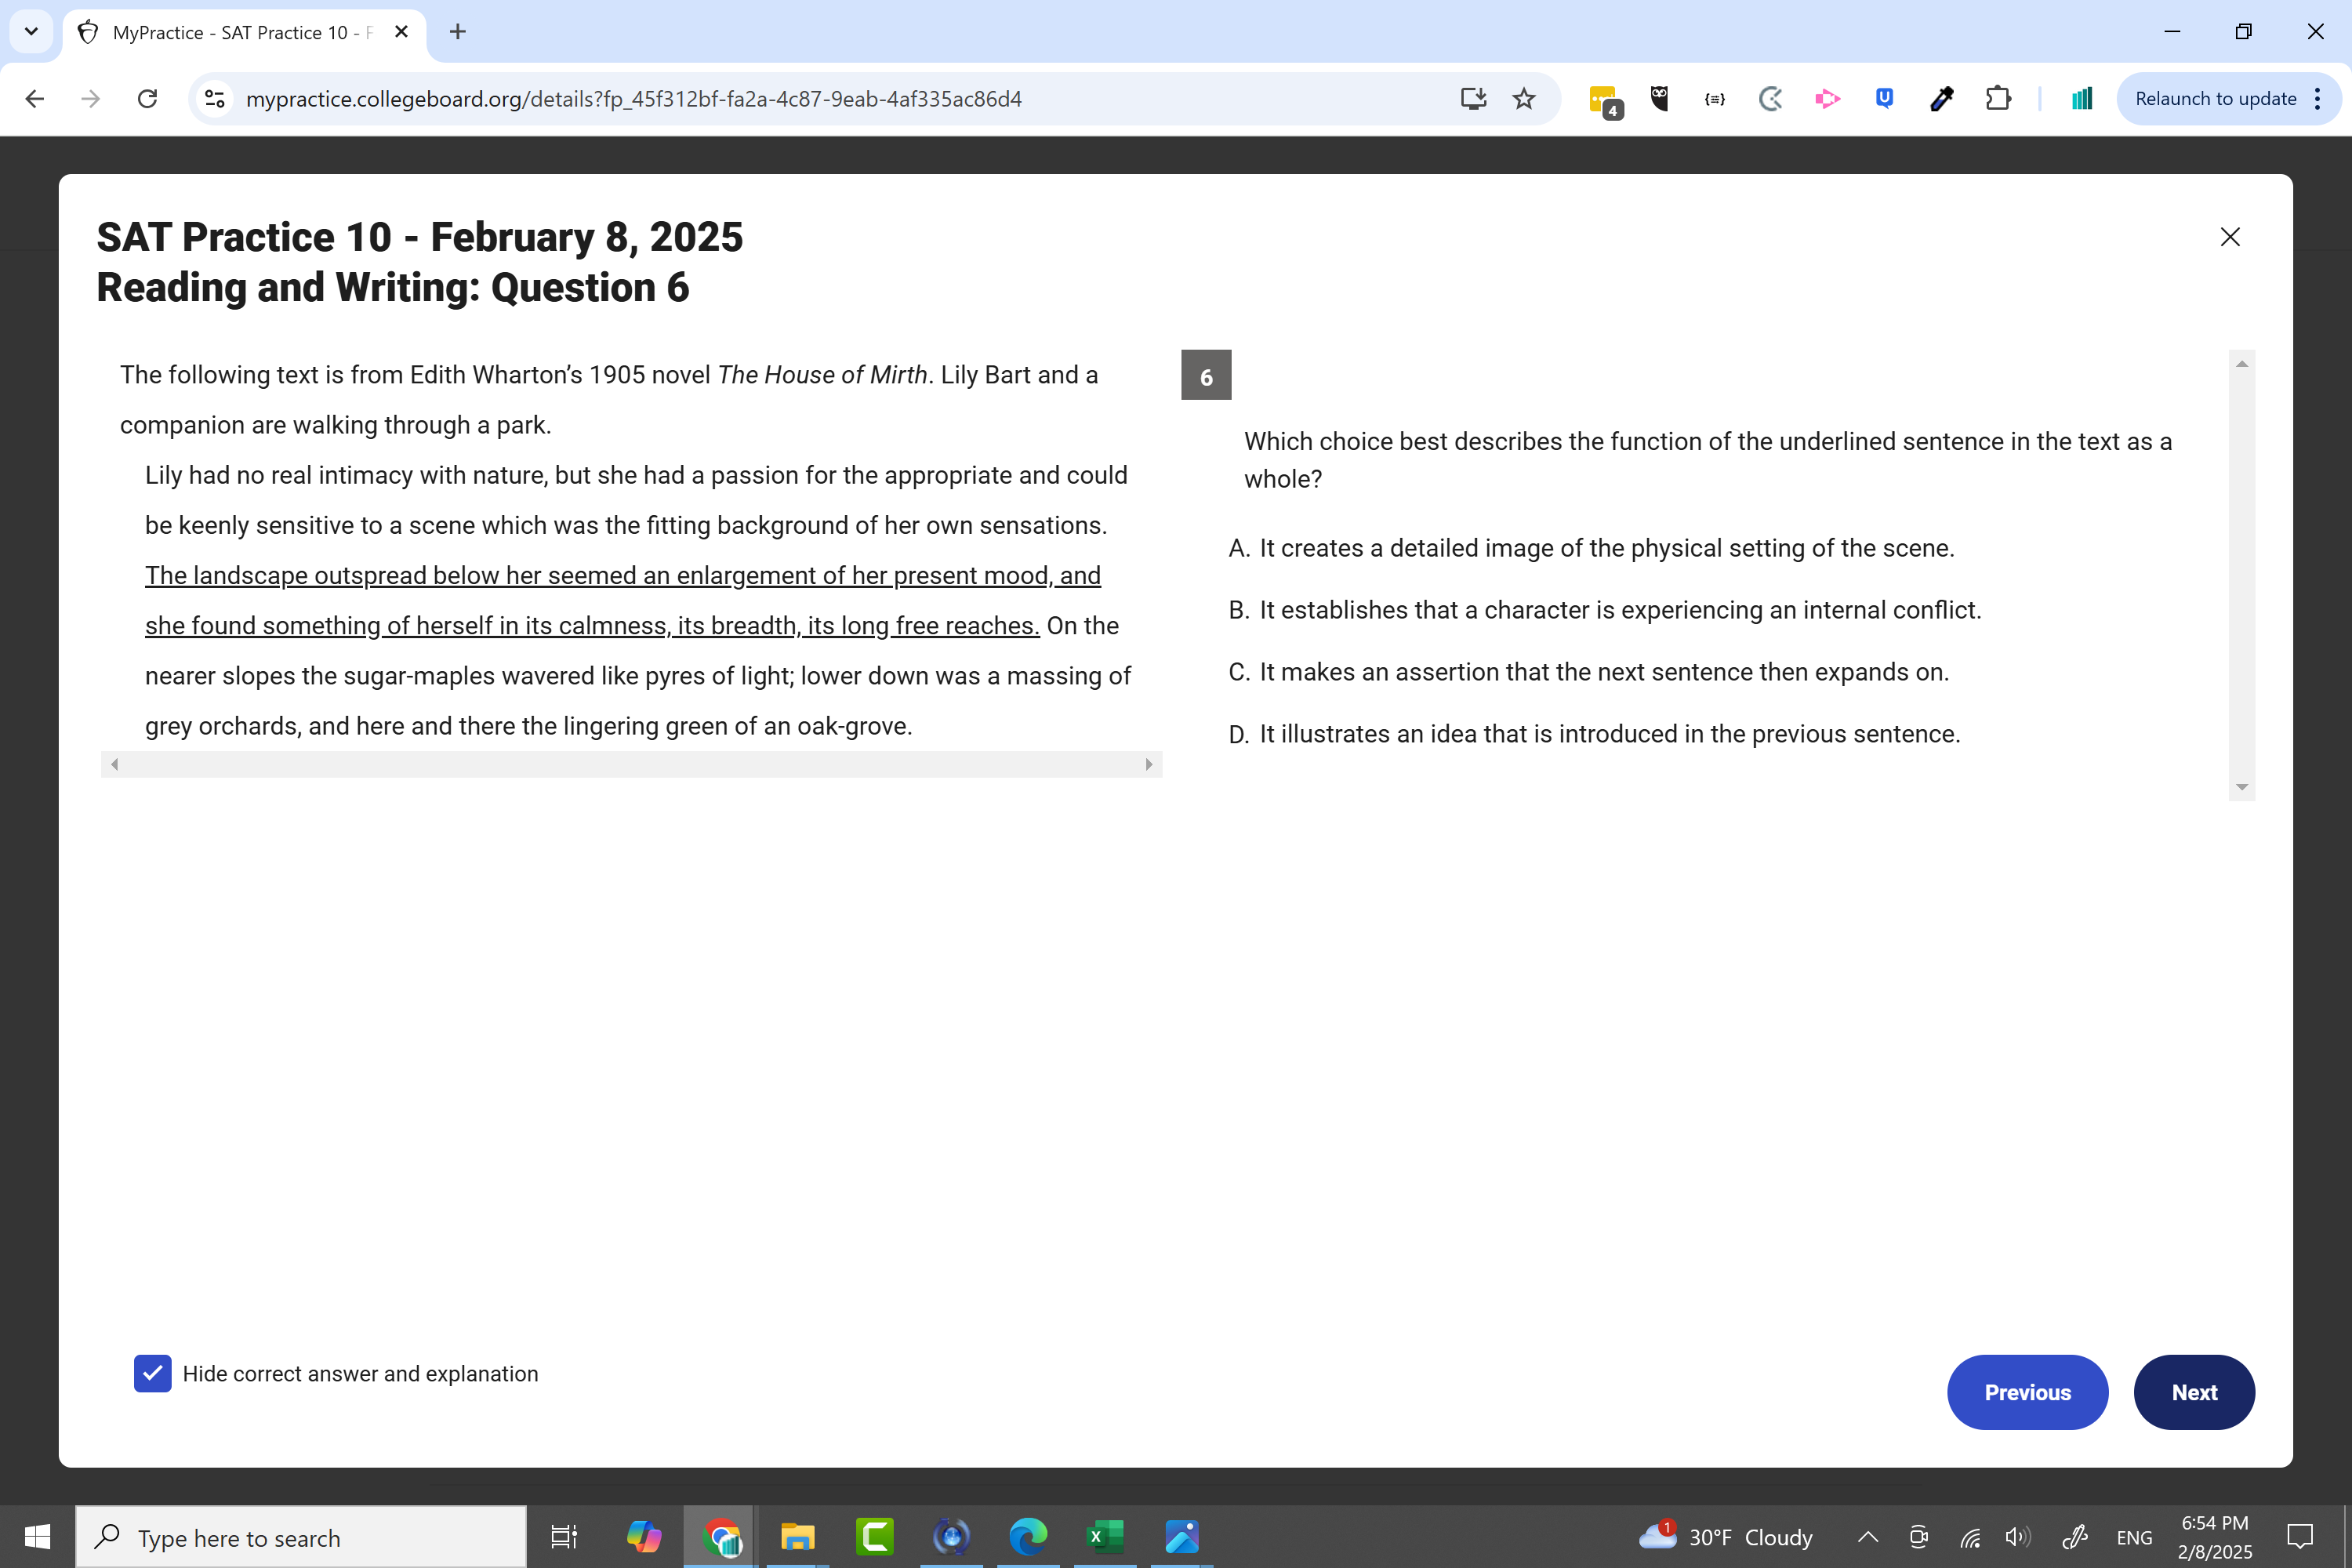 MyPractice - SAT Practice 10 - F
mypractice.collegeboard.org/details?fp_45f312bf-fa2a-4c87-9eab-4af335ac86d4
4
Relaunch to update
SAT Practice 10 - February 8, 2025
Reading and Writing: Question 6
The following text is from Edith Wharton’s 1905 novel The House of Mirth. Lily Bart and a
companion are walking through a park.
Lily had no real intimacy with nature, but she had a passion for the appropriate and could
be keenly sensitive to a scene which was the fitting background of her own sensations.
The landscape outspread below her seemed an enlargement of her present mood, and
she found something of herself in its calmness, its breadth, its long free reaches. On the
nearer slopes the sugar-maples wavered like pyres of light; lower down was a massing of
grey orchards, and here and there the lingering green of an oak-grove.
6
Which choice best describes the function of the underlined sentence in the text as a
whole?
A. It creates a detailed image of the physical setting of the scene.
B. It establishes that a character is experiencing an internal conflict.
C. It makes an assertion that the next sentence then expands on.
D. It illustrates an idea that is introduced in the previous sentence.
Hide correct answer and explanation
Previous
Next
Type here to search
1
30°F Cloudy
ENG
6:54 PM
2/8/2025